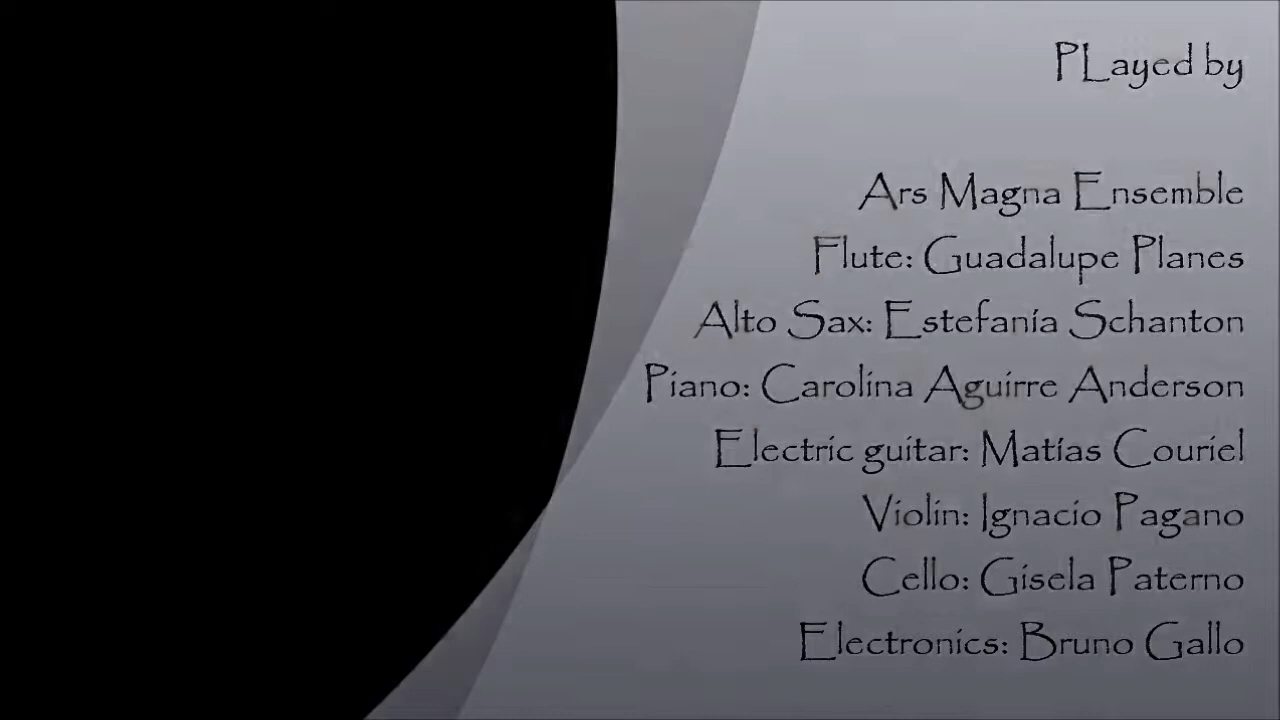 PLayed by
Ars Magna Ensemble
Flute: Guadalupe Planes
Alto Sax: Estefanía Schanton
Piano: Carolina Aguirre Anderson
Electric guitar: Matías Couriel
Violin: Ignacio Pagano
Cello: Gisela Paterno
Electronics: Bruno Gallo